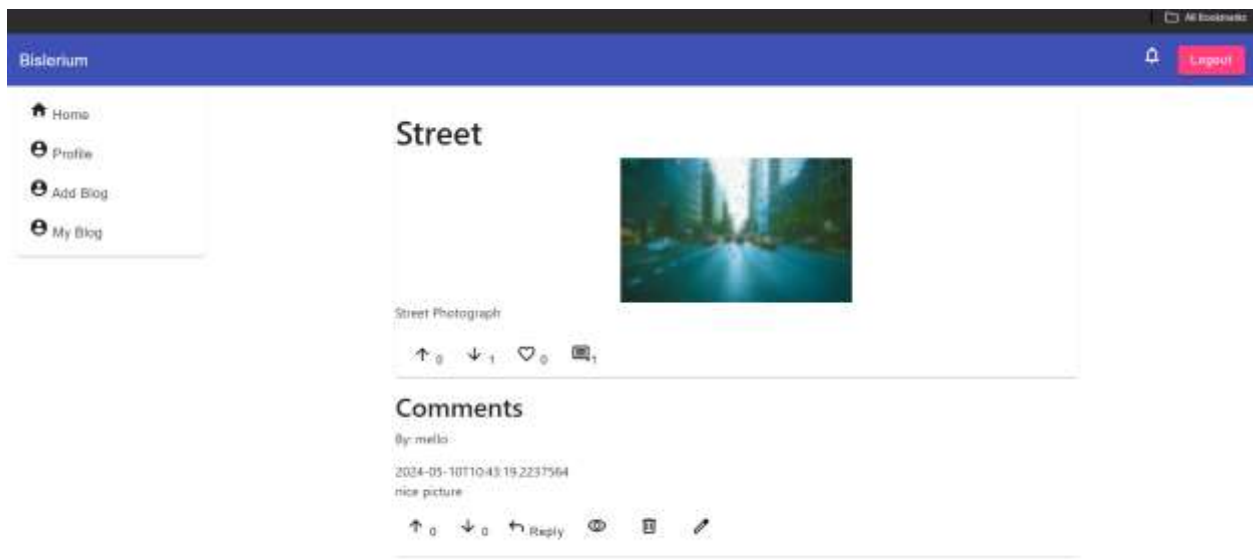 All Bookmarks
Bislerium
Logout
Home
Profile
Add Blog
My Blog
Street
Street Photograph
0 1 0 1
Comments
By: mello
2024-05-10T10:43:19.2237564
nice picture
0 0 Reply